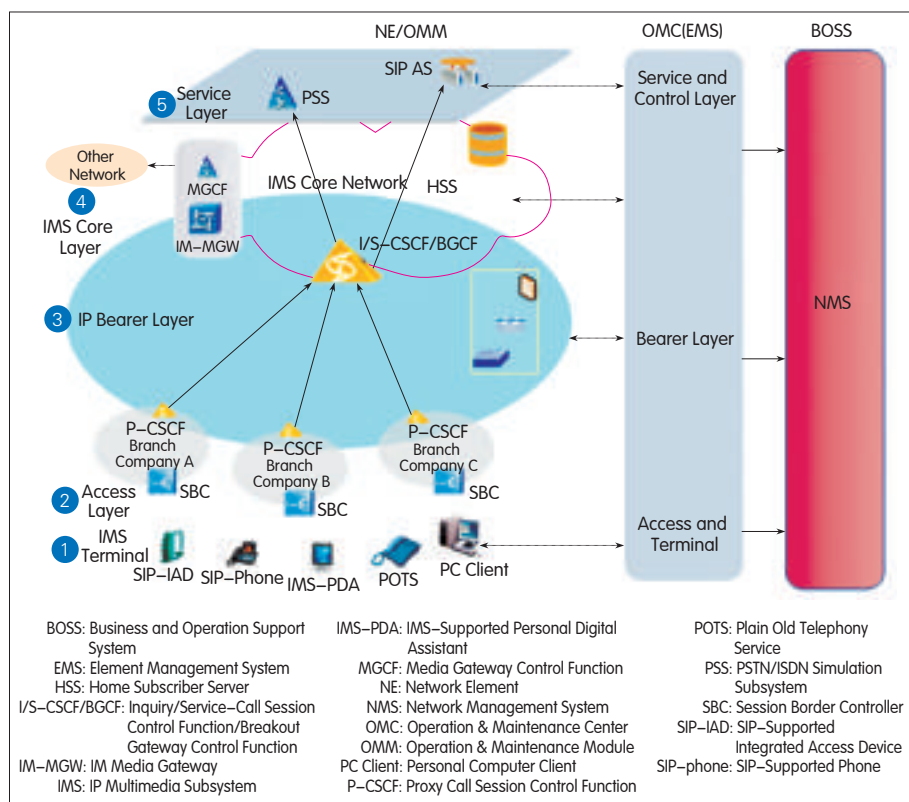 NE/OMM
OMC(EMS)
BOSS
SIP AS
Service and
Control Layer
5
Service
Layer
PSS
Other
Network
MGCF
IMS Core Network
HSS
4
IMS Core
Layer
IM–MGW
I/S–CSCF/BGCF
3
IP Bearer Layer
Bearer Layer
NMS
P–CSCF
Branch
Company A
P–CSCF
Branch
Company B
P–CSCF
Branch
Company C
SBC
SBC
SBC
2
Access
Layer
1
IMS
Terminal
SIP–IAD
SIP–Phone
IMS–PDA
POTS
PC Client
Access and
Terminal
BOSS: Business and Operation Support
System
EMS: Element Management System
HSS: Home Subscriber Server
I/S–CSCF/BGCF: Inquiry/Service–Call Session
Control Function/Breakout
Gateway Control Function
IM–MGW: IM Media Gateway
IMS: IP Multimedia Subsystem
IMS–PDA: IMS–Supported Personal Digital
Assistant
MGCF: Media Gateway Control Function
NE: Network Element
NMS: Network Management System
OMC: Operation & Maintenance Center
OMM: Operation & Maintenance Module
PC Client: Personal Computer Client
P–CSCF: Proxy Call Session Control Function
POTS: Plain Old Telephony
Service
PSS: PSTN/ISDN Simulation
Subsystem
SBC: Session Border Controller
SIP–IAD: SIP–Supported
Integrated Access Device
SIP–phone: SIP–Supported Phone